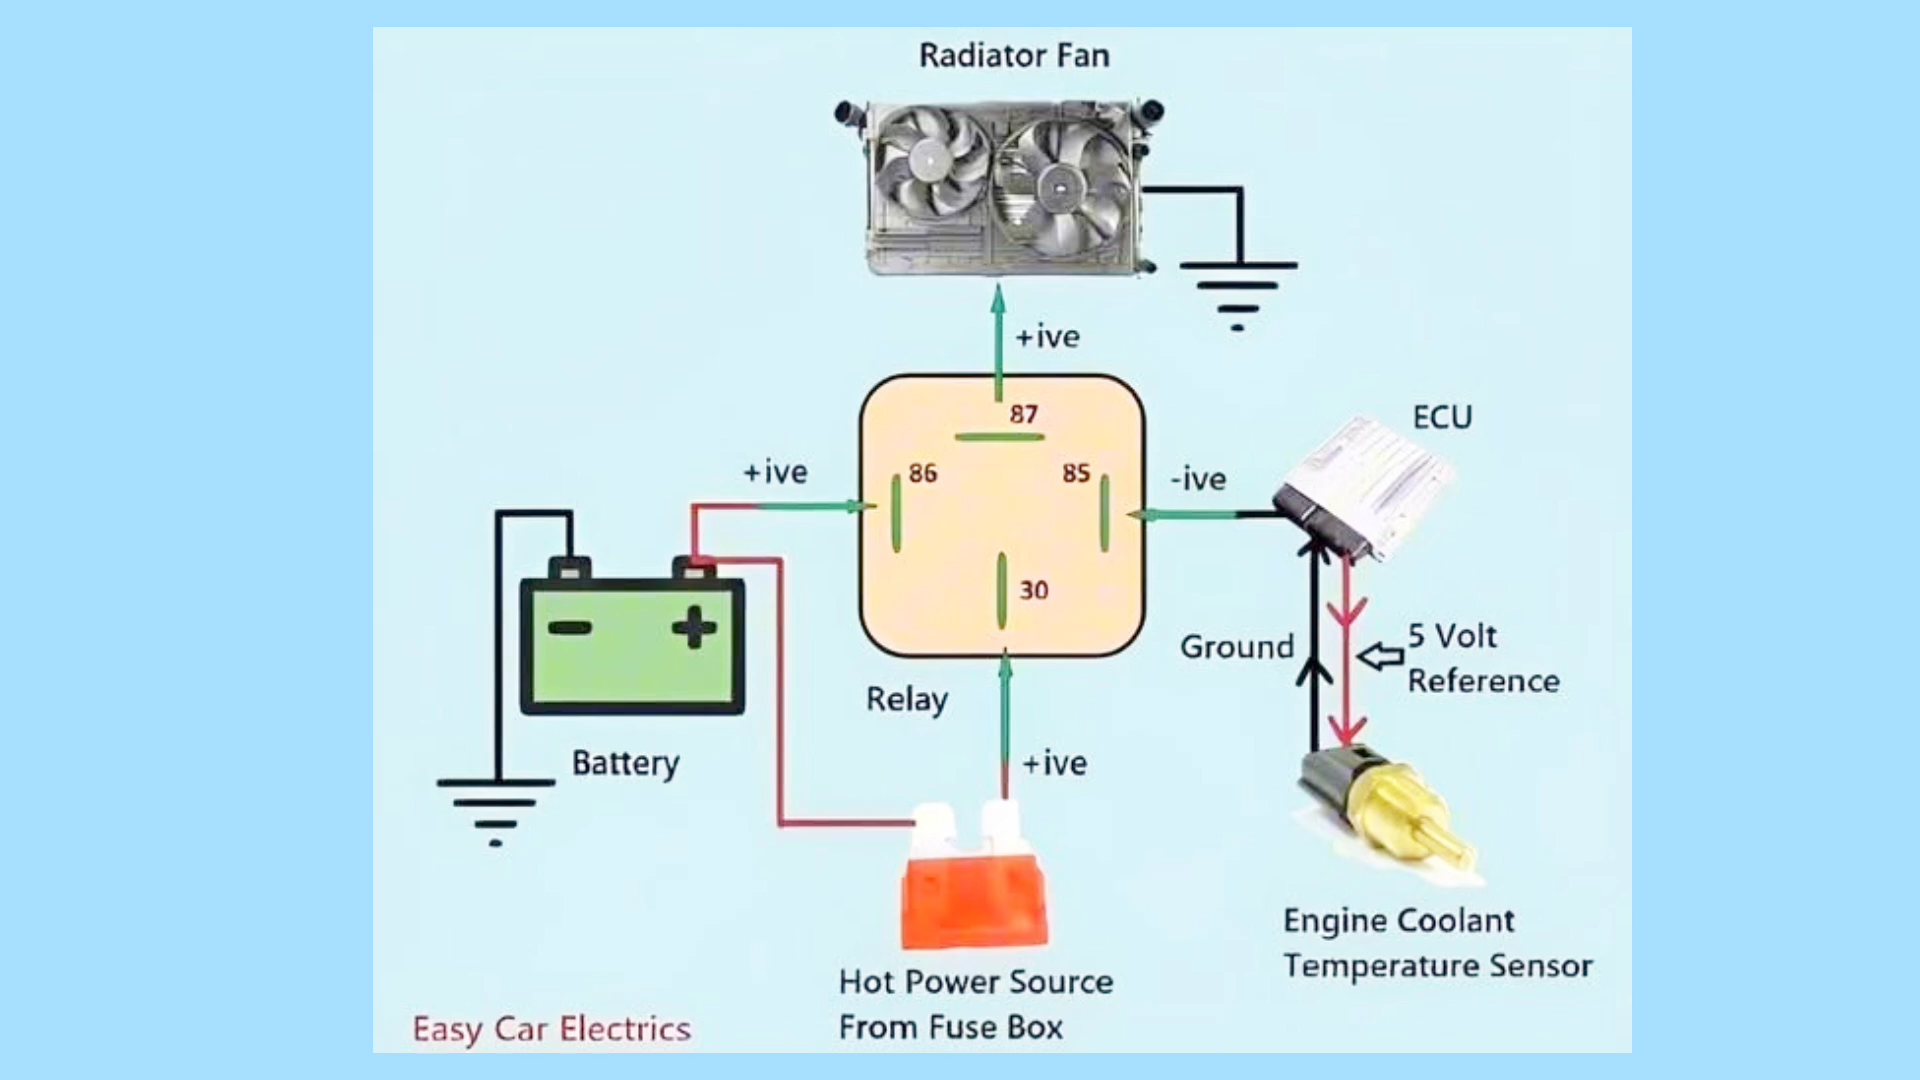 Radiator Fan
+ive
87
ECU
+ive
86
85
-ive
30
Ground
5 Volt
Reference
Relay
Battery
+ive
Engine Coolant
Temperature Sensor
Hot Power Source
From Fuse Box
Easy Car Electrics